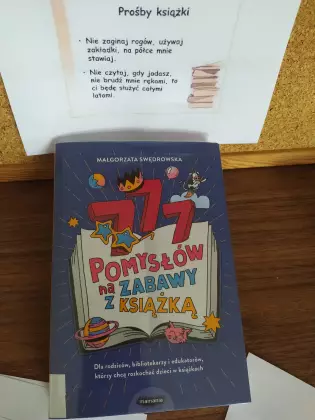 Prośby książki
• Nie zaginaj rogów, używaj
zakładki, na półce mnie
stawiaj.
• Nie czytaj, gdy jadasz,
nie brudź mnie rękami, to
ci będę służyć całymi
latami.
MAŁGORZATA SWĘDROWSKA
777
POMYSŁÓW
na ZABAWY
Z KSIĄŻKĄ
Dla rodziców, bibliotekarzy i edukatorów,
którzy chcą rozkochać dzieci w książkach
mamania